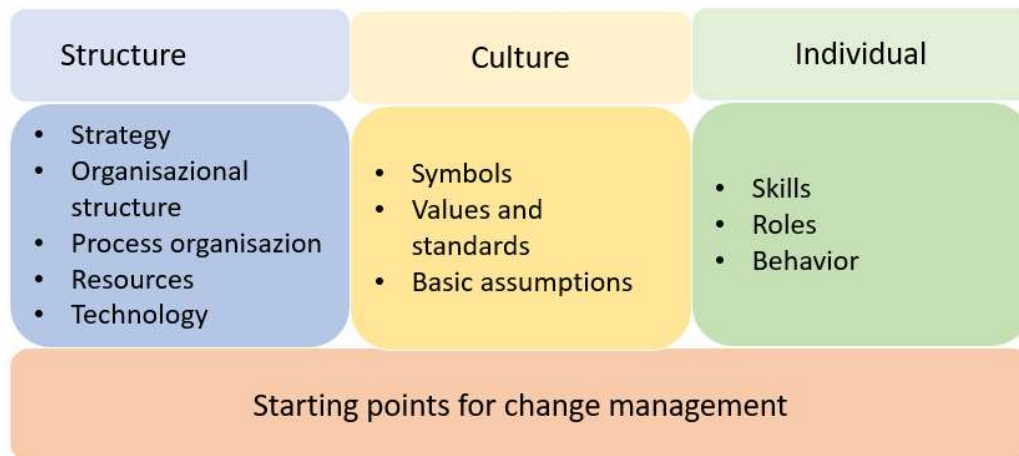 Structure
Culture
Individual
• Strategy
• Organisazional
structure
• Process organisazion
• Resources
• Technology
• Symbols
• Values and
standards
• Basic assumptions
• Skills
• Roles
• Behavior
Starting points for change management